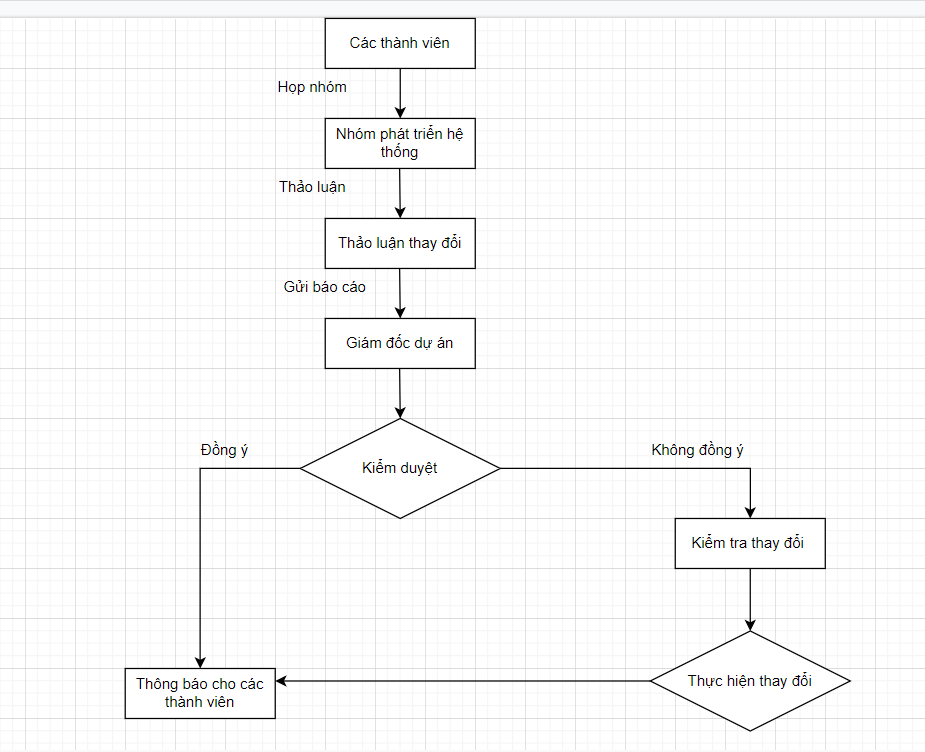 Các thành viên
Họp nhóm
Nhóm phát triển hệ
thống
Thảo luận
Thảo luận thay đổi
Gửi báo cáo
Giám đốc dự án
Đồng ý
Không đồng ý
Kiểm duyệt
Kiểm tra thay đổi
Thực hiện thay đổi
Thông báo cho các
thành viên